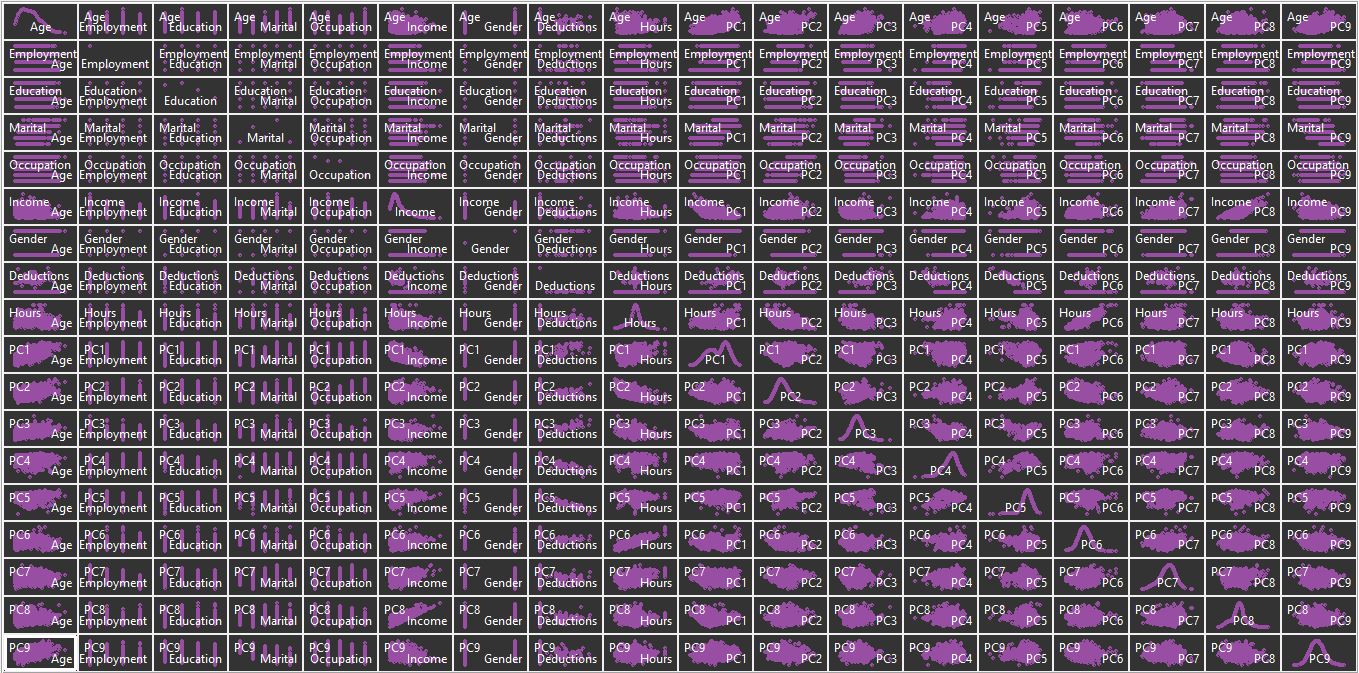 Age Age Age Age Age Age Age Age Age Age Age Age Age Age Age Age Age
Age Employment Education Marital Occupation Income Gender Deductions Hours PC1 PC2 PC3 PC4 PC5 PC6 PC7 PC8 PC9
Employment Employment Employment Employment Employment Employment Employment Employment Employment Employment Employment Employment Employment Employment Employment Employment Employment
Age Employment Education Marital Occupation Income Gender Deductions Hours PC1 PC2 PC3 PC4 PC5 PC6 PC7 PC8 PC9
Education Education Education Education Education Education Education Education Education Education Education Education Education Education Education Education Education
Age Employment Education Marital Occupation Income Gender Deductions Hours PC1 PC2 PC3 PC4 PC5 PC6 PC7 PC8 PC9
Marital Marital Marital Marital Marital Marital Marital Marital Marital Marital Marital Marital Marital Marital Marital Marital Marital
Age Employment Education Marital Occupation Income Gender Deductions Hours PC1 PC2 PC3 PC4 PC5 PC6 PC7 PC8 PC9
Occupation Occupation Occupation Occupation Occupation Occupation Occupation Occupation Occupation Occupation Occupation Occupation Occupation Occupation Occupation Occupation Occupation
Age Employment Education Marital Occupation Income Gender Deductions Hours PC1 PC2 PC3 PC4 PC5 PC6 PC7 PC8 PC9
Income Income Income Income Income Income Income Income Income Income Income Income Income Income Income Income Income
Age Employment Education Marital Occupation Income Gender Deductions Hours PC1 PC2 PC3 PC4 PC5 PC6 PC7 PC8 PC9
Gender Gender Gender Gender Gender Gender Gender Gender Gender Gender Gender Gender Gender Gender Gender Gender Gender
Age Employment Education Marital Occupation Income Gender Deductions Hours PC1 PC2 PC3 PC4 PC5 PC6 PC7 PC8 PC9
Deductions Deductions Deductions Deductions Deductions Deductions Deductions Deductions Deductions Deductions Deductions Deductions Deductions Deductions Deductions Deductions Deductions
Age Employment Education Marital Occupation Income Gender Deductions Hours PC1 PC2 PC3 PC4 PC5 PC6 PC7 PC8 PC9
Hours Hours Hours Hours Hours Hours Hours Hours Hours Hours Hours Hours Hours Hours Hours Hours Hours
Age Employment Education Marital Occupation Income Gender Deductions Hours PC1 PC2 PC3 PC4 PC5 PC6 PC7 PC8 PC9
PC1 PC1 PC1 PC1 PC1 PC1 PC1 PC1 PC1 PC1 PC1 PC1 PC1 PC1 PC1 PC1 PC1
Age Employment Education Marital Occupation Income Gender Deductions Hours PC1 PC2 PC3 PC4 PC5 PC6 PC7 PC8 PC9
PC2 PC2 PC2 PC2 PC2 PC2 PC2 PC2 PC2 PC2 PC2 PC2 PC2 PC2 PC2 PC2 PC2
Age Employment Education Marital Occupation Income Gender Deductions Hours PC1 PC2 PC3 PC4 PC5 PC6 PC7 PC8 PC9
PC3 PC3 PC3 PC3 PC3 PC3 PC3 PC3 PC3 PC3 PC3 PC3 PC3 PC3 PC3 PC3 PC3
Age Employment Education Marital Occupation Income Gender Deductions Hours PC1 PC2 PC3 PC4 PC5 PC6 PC7 PC8 PC9
PC4 PC4 PC4 PC4 PC4 PC4 PC4 PC4 PC4 PC4 PC4 PC4 PC4 PC4 PC4 PC4 PC4
Age Employment Education Marital Occupation Income Gender Deductions Hours PC1 PC2 PC3 PC4 PC5 PC6 PC7 PC8 PC9
PC5 PC5 PC5 PC5 PC5 PC5 PC5 PC5 PC5 PC5 PC5 PC5 PC5 PC5 PC5 PC5 PC5
Age Employment Education Marital Occupation Income Gender Deductions Hours PC1 PC2 PC3 PC4 PC5 PC6 PC7 PC8 PC9
PC6 PC6 PC6 PC6 PC6 PC6 PC6 PC6 PC6 PC6 PC6 PC6 PC6 PC6 PC6 PC6 PC6
Age Employment Education Marital Occupation Income Gender Deductions Hours PC1 PC2 PC3 PC4 PC5 PC6 PC7 PC8 PC9
PC7 PC7 PC7 PC7 PC7 PC7 PC7 PC7 PC7 PC7 PC7 PC7 PC7 PC7 PC7 PC7 PC7
Age Employment Education Marital Occupation Income Gender Deductions Hours PC1 PC2 PC3 PC4 PC5 PC6 PC7 PC8 PC9
PC8 PC8 PC8 PC8 PC8 PC8 PC8 PC8 PC8 PC8 PC8 PC8 PC8 PC8 PC8 PC8 PC8
Age Employment Education Marital Occupation Income Gender Deductions Hours PC1 PC2 PC3 PC4 PC5 PC6 PC7 PC8 PC9
PC9 PC9 PC9 PC9 PC9 PC9 PC9 PC9 PC9 PC9 PC9 PC9 PC9 PC9 PC9 PC9 PC9
Age Employment Education Marital Occupation Income Gender Deductions Hours PC1 PC2 PC3 PC4 PC5 PC6 PC7 PC8 PC9